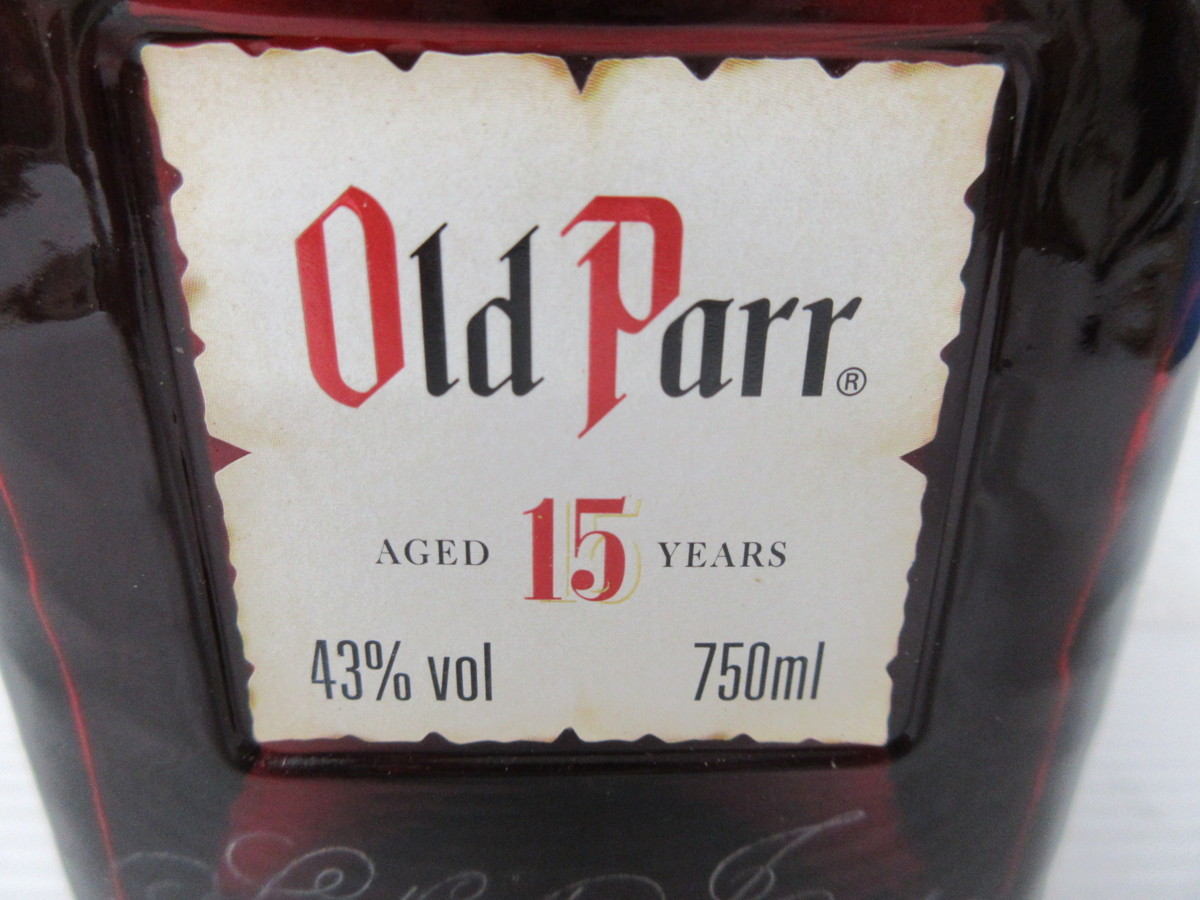 Old Parr®
AGED 15 YEARS
43% vol 750ml